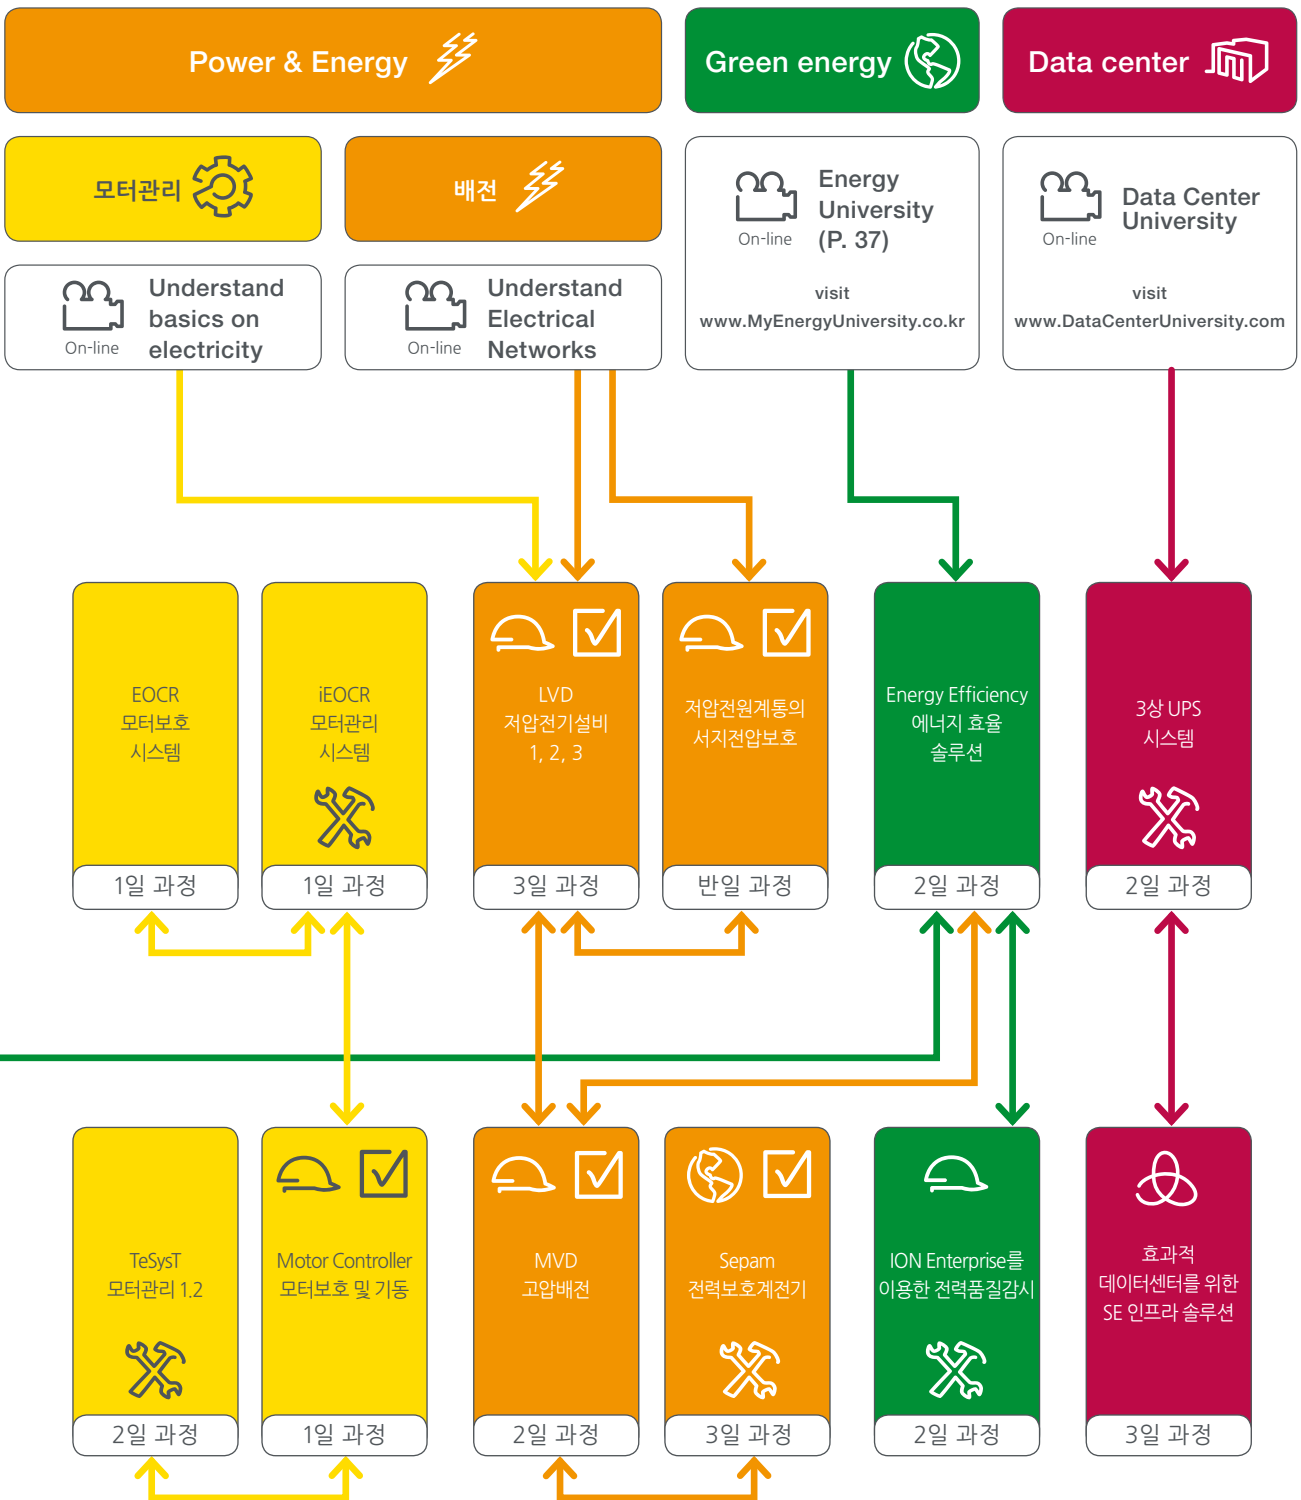 Power & Energy
Green energy
Data center
모터관리
배전
On-line
Energy
University
(P. 37)
visit
www.MyEnergyUniversity.co.kr
On-line
Data Center
University
visit
www.DataCenterUniversity.com
On-line
Understand
basics on
electricity
On-line
Understand
Electrical
Networks
EOCR
모터보호
시스템
1일 과정
iEOCR
모터관리
시스템
1일 과정
LVD
저압전기설비
1, 2, 3
3일 과정
저압전원계통의
서지전압보호
반일 과정
Energy Efficiency
에너지 효율
솔루션
2일 과정
3상 UPS
시스템
2일 과정
TeSysT
모터관리 1.2
2일 과정
Motor Controller
모터보호 및 기동
1일 과정
MVD
고압배전
2일 과정
Sepam
전력보호계전기
3일 과정
ION Enterprise를
이용한 전력품질감시
2일 과정
효과적
데이터센터를 위한
SE 인프라 솔루션
3일 과정